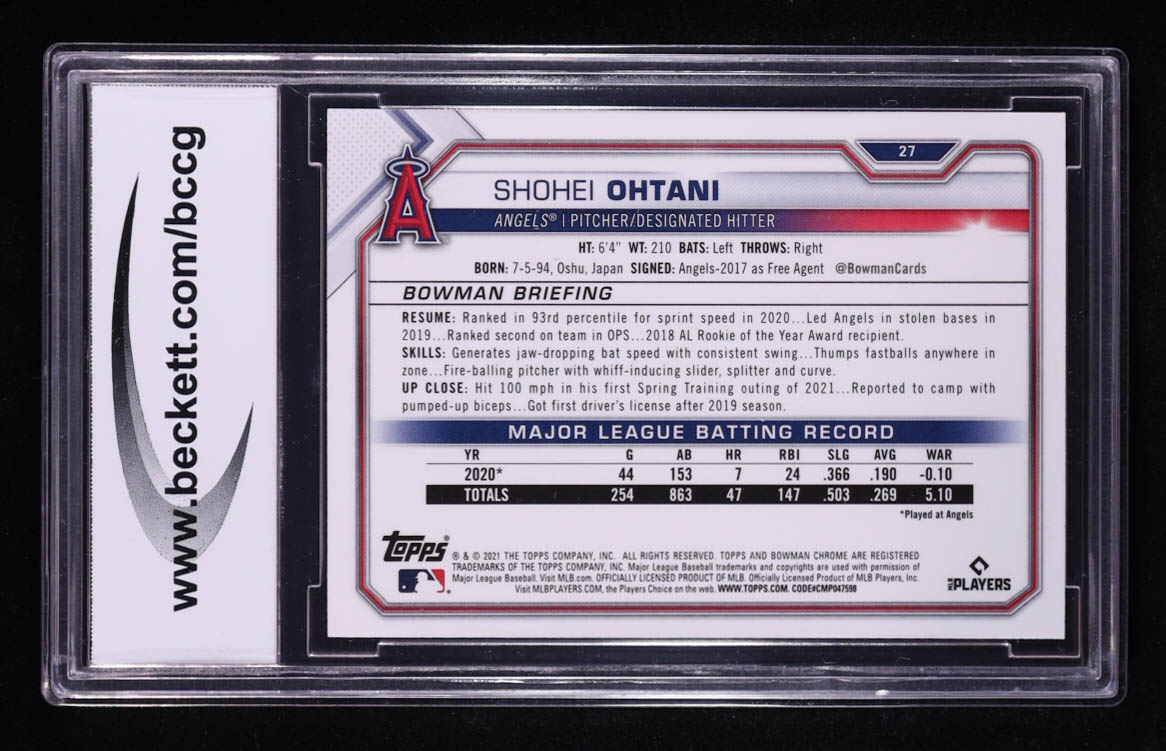 www.beckett.com/bccg
27
A
SHOHEI OHTANI
ANGELS® | PITCHER/DESIGNATED HITTER
HT: 6'4" WT: 210 BATS: Left THROWS: Right
BORN: 7-5-94, Oshu, Japan SIGNED: Angels-2017 as Free Agent @BowmanCards
BOWMAN BRIEFING
RESUME: Ranked in 93rd percentile for sprint speed in 2020...Led Angels in stolen bases in
2019...Ranked second on team in OPS...2018 AL Rookie of the Year Award recipient.
SKILLS: Generates jaw-dropping bat speed with consistent swing...Thumps fastballs anywhere in
zone...Fire-balling pitcher with whiff-inducing slider, splitter and curve.
UP CLOSE: Hit 100 mph in his first Spring Training outing of 2021...Reported to camp with
pumped-up biceps...Got first driver's license after 2019 season.
MAJOR LEAGUE BATTING RECORD
YR G AB HR RBI SLG AVG WAR
2020* 44 153 7 24 .366 .190 -0.10
TOTALS 254 863 47 147 .503 .269 5.10
*Played at Angels
Topps®
® & © 2021 THE TOPPS COMPANY, INC. ALL RIGHTS RESERVED. TOPPS AND BOWMAN CHROME ARE REGISTERED
TRADEMARKS OF THE TOPPS COMPANY, INC. Major League Baseball trademarks and copyrights are used with permission of
Major League Baseball. Visit MLB.com. OFFICIALLY LICENSED PRODUCT OF MLB. Officially Licensed Product of MLB Players, Inc.
Visit MLBPLAYERS.COM, the Players Choice on the web. WWW.TOPPS.COM. CODE#CMP047598
MLB PLAYERS